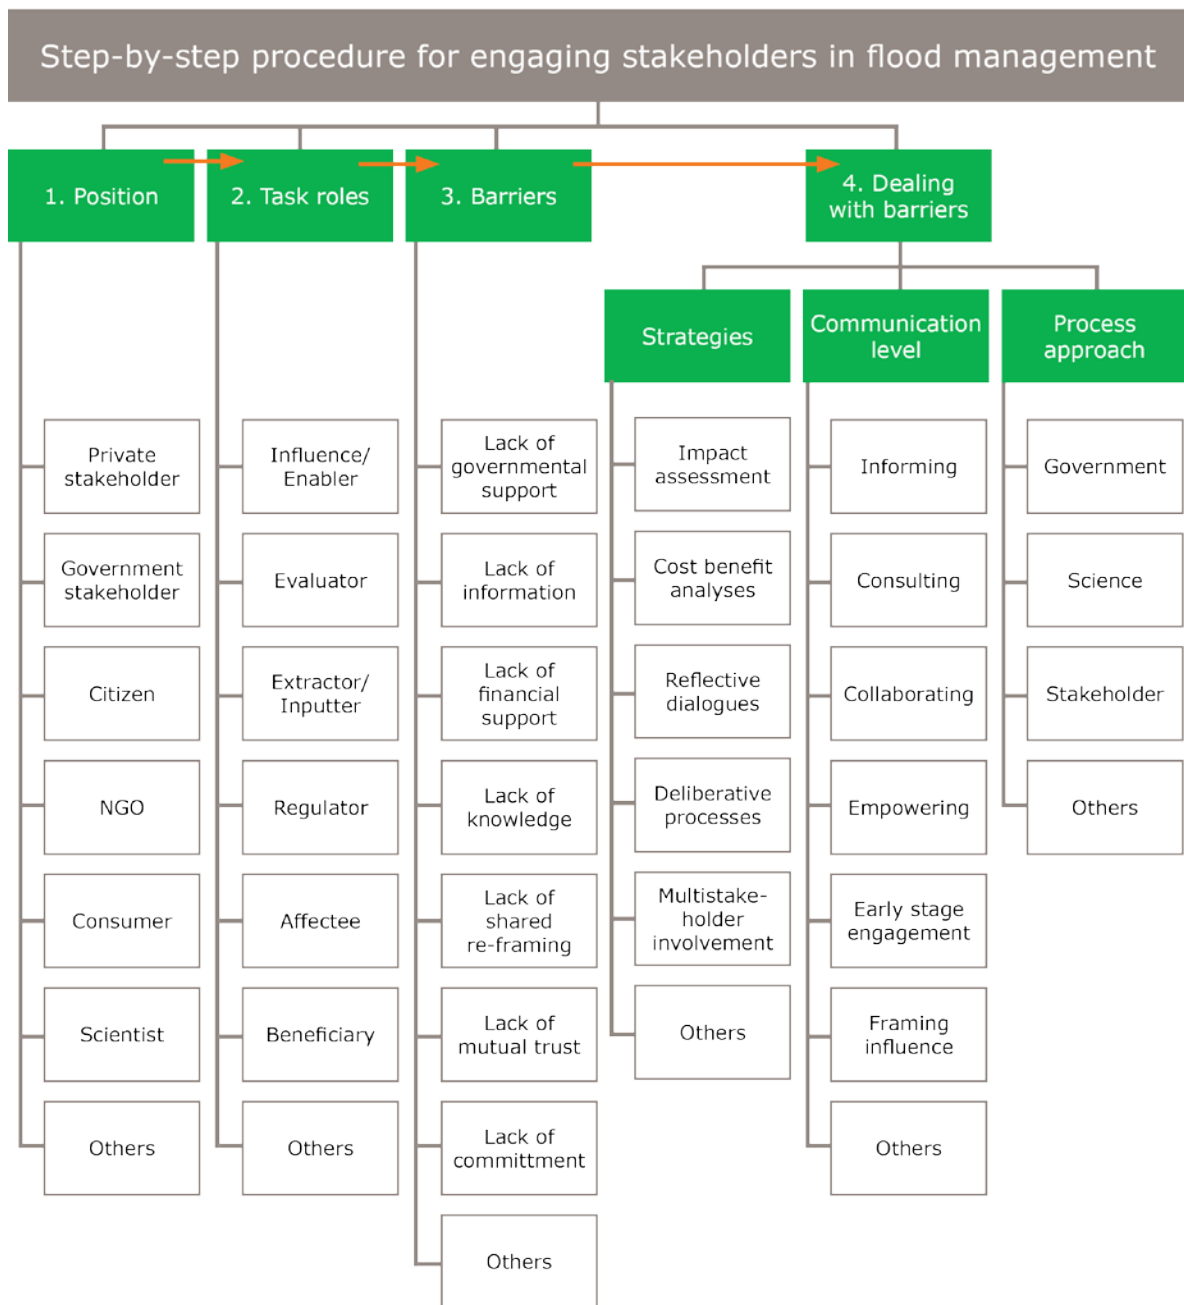 Step-by-step procedure for engaging stakeholders in flood management
1. Position
2. Task roles
3. Barriers
4. Dealing
with barriers
Strategies
Communication
level
Process
approach
Private
stakeholder
Government
stakeholder
Citizen
NGO
Consumer
Scientist
Others
Influence/
Enabler
Evaluator
Extractor/
Inputter
Regulator
Affectee
Beneficiary
Others
Lack of
governmental
support
Lack of
information
Lack of
financial
support
Lack of
knowledge
Lack of
shared
re-framing
Lack of
mutual trust
Lack of
committment
Others
Impact
assessment
Cost benefit
analyses
Reflective
dialogues
Deliberative
processes
Multistake-
holder
involvement
Others
Informing
Consulting
Collaborating
Empowering
Early stage
engagement
Framing
influence
Others
Government
Science
Stakeholder
Others